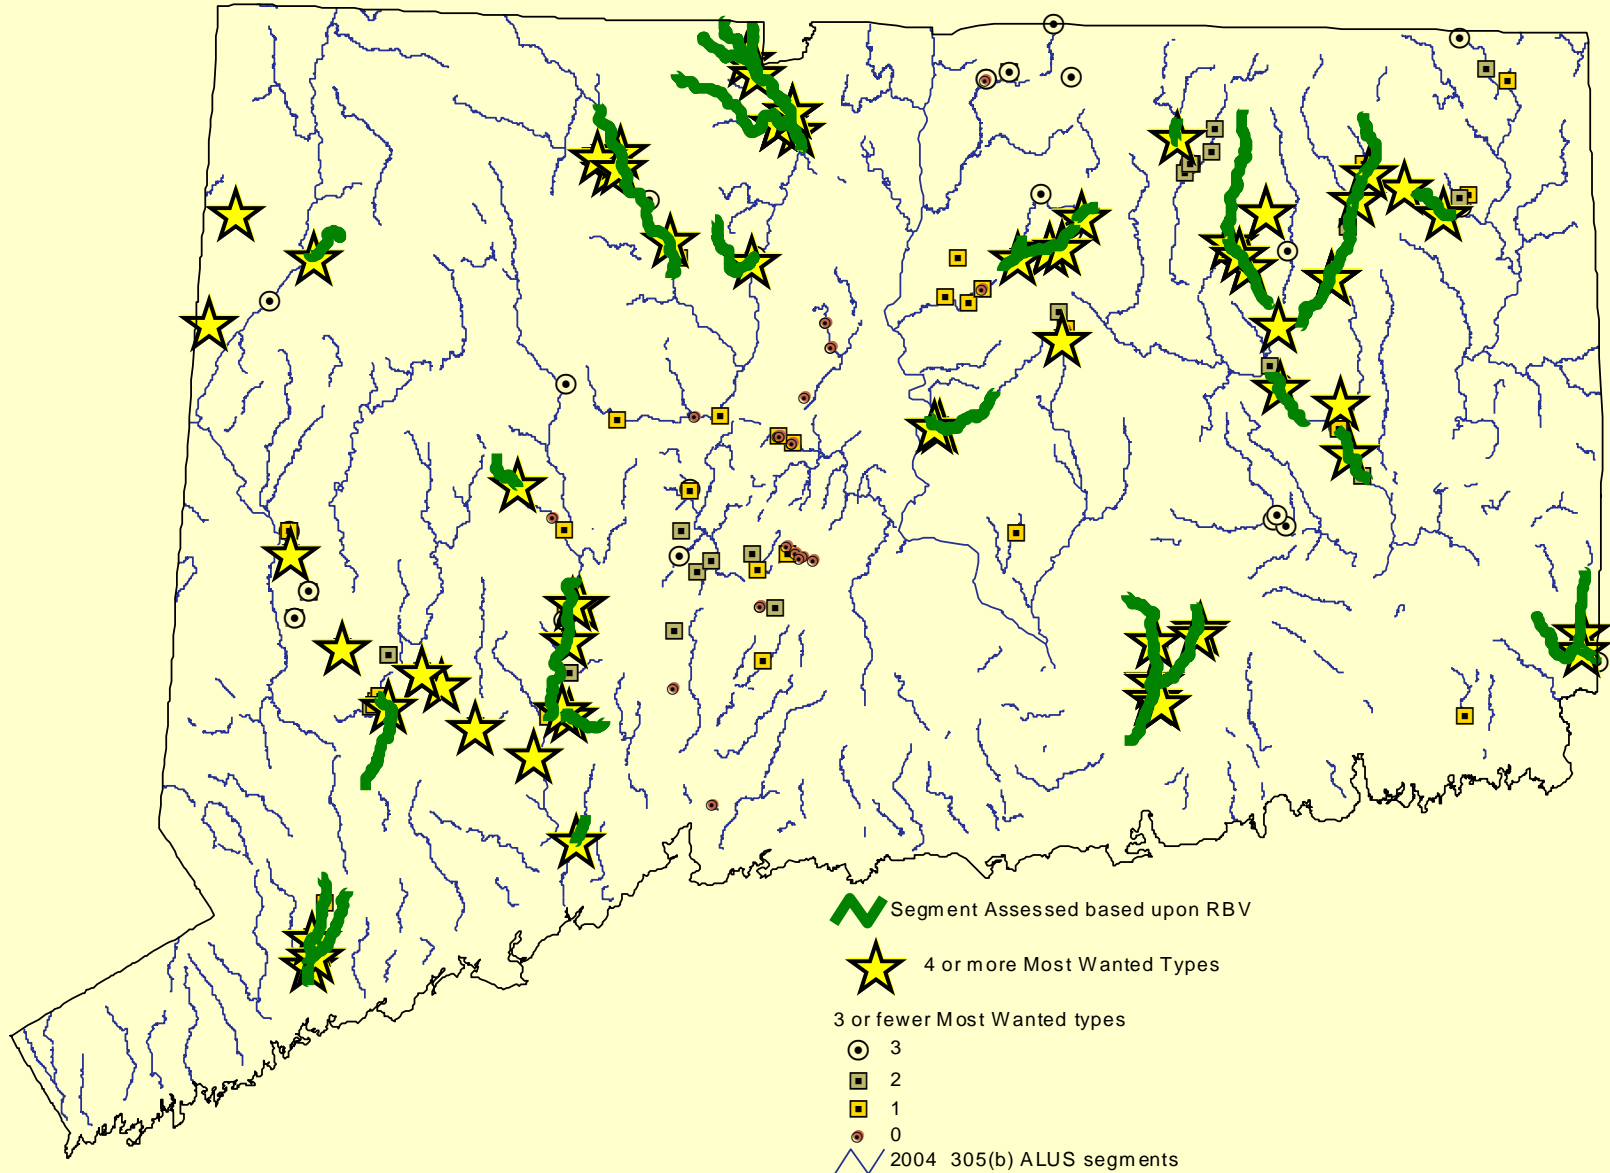 Segment Assessed based upon RBV
4 or more Most Wanted Types
3 or fewer Most Wanted types
3
2
1
0
2004 305(b) ALUS segments